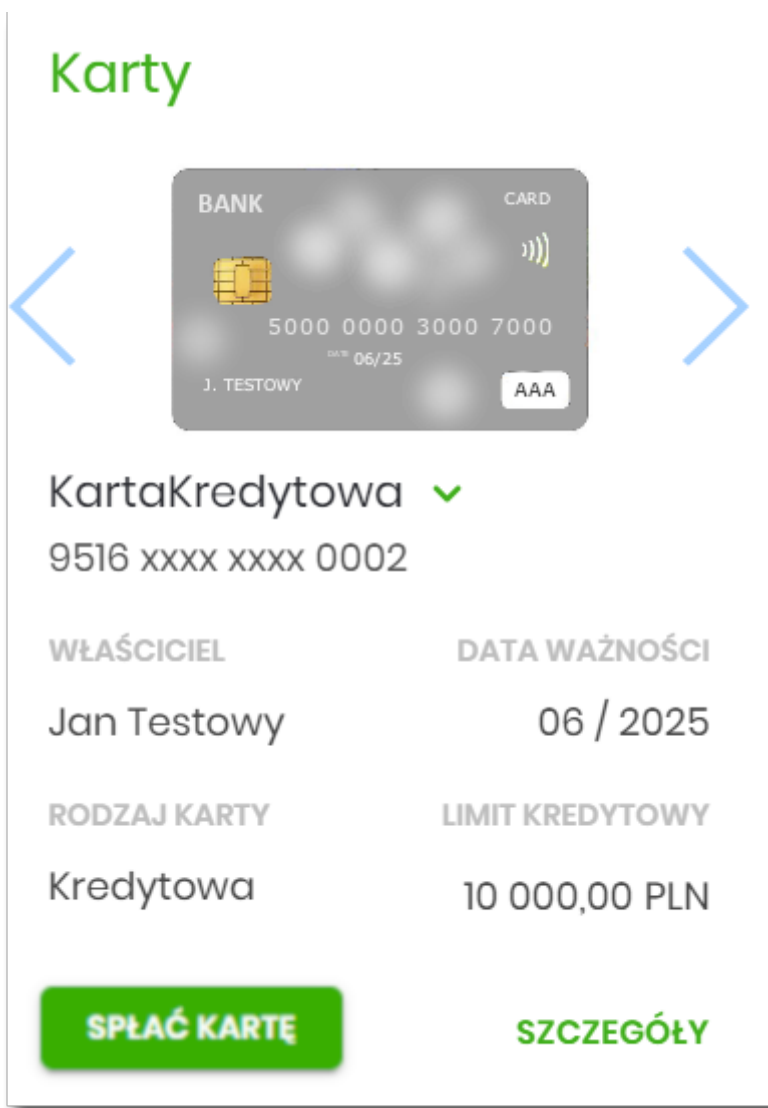 Karty
BANK
CARD
5000 0000 3000 7000
DATE 06/25
J. TESTOWY
AAA
KartaKredytowa
9516 xxxx xxxx 0002
WŁAŚCICIEL
DATA WAŻNOŚCI
Jan Testowy
06 / 2025
RODZAJ KARTY
LIMIT KREDYTOWY
Kredytowa
10 000,00 PLN
SPŁAĆ KARTĘ
SZCZEGÓŁY